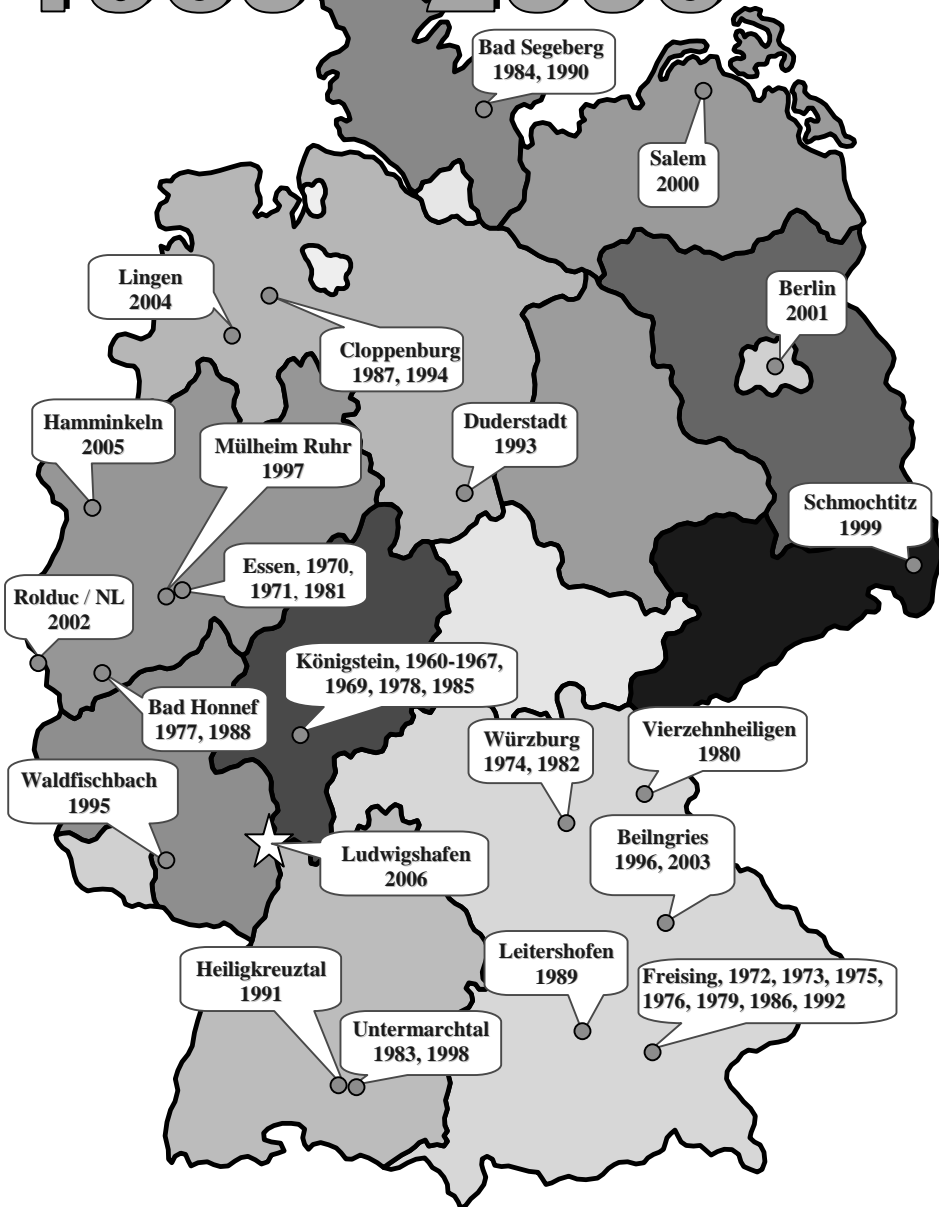 Bad Segeberg
1984, 1990
Salem
2000
Lingen
2004
Berlin
2001
Cloppenburg
1987, 1994
Hamminkeln
2005
Mülheim Ruhr
1997
Duderstadt
1993
Schmochtitz
1999
Essen, 1970,
1971, 1981
Rolduc / NL
2002
Königstein, 1960-1967,
1969, 1978, 1985
Bad Honnef
1977, 1988
Würzburg
1974, 1982
Vierzehnheiligen
1980
Waldfischbach
1995
Beilngries
1996, 2003
Ludwigshafen
2006
Leitershofen
1989
Heiligkreuztal
1991
Freising, 1972, 1973, 1975,
1976, 1979, 1986, 1992
Untermarchtal
1983, 1998